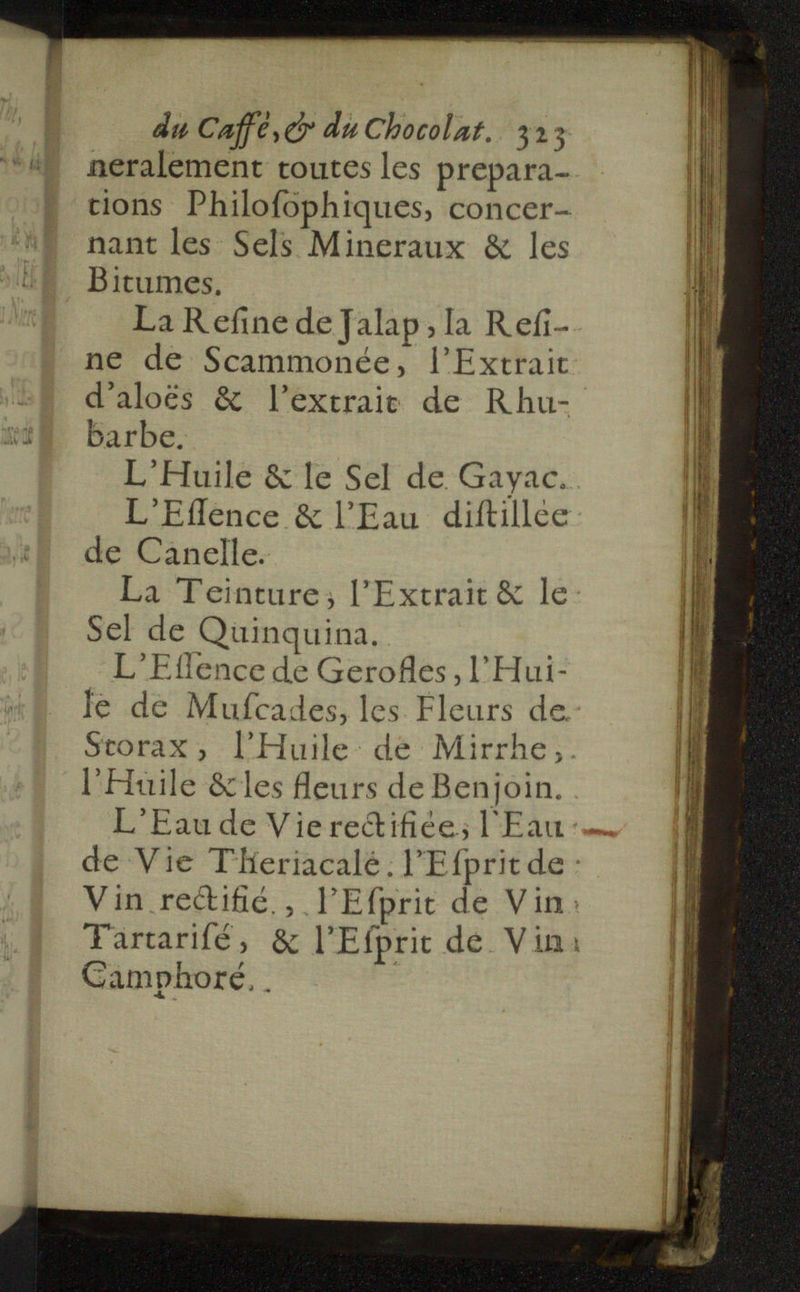 du Caffé, & du Chocolat. 323
neralement toutes les prepara-
tions Philoſophiques, concer-
nant les Sels Mineraux & les
Bitumes.
La Reſine de Jalap, la Reſi-
ne de Scammonée, l'Extrait
d'aloës & l'extrait de Rhu-
barbe.
L'Huile & le Sel de Gayac.
L'Eſſence & l'Eau diſtillée
de Canelle.
La Teinture, l'Extrait & le
Sel de Quinquina.
L'Eſſence de Gerofles, l'Hui-
le de Muſcades, les Fleurs de
Storax, l'Huile de Mirrhe,
l'Huile & les fleurs de Benjoin.
L'Eau de Vie rectifiée, l'Eau
de Vie Theriacalé. l'Eſprit de
Vin rectifié, l'Eſprit de Vin
Tartariſé, & l'Eſprit de Vin
Camphoré.